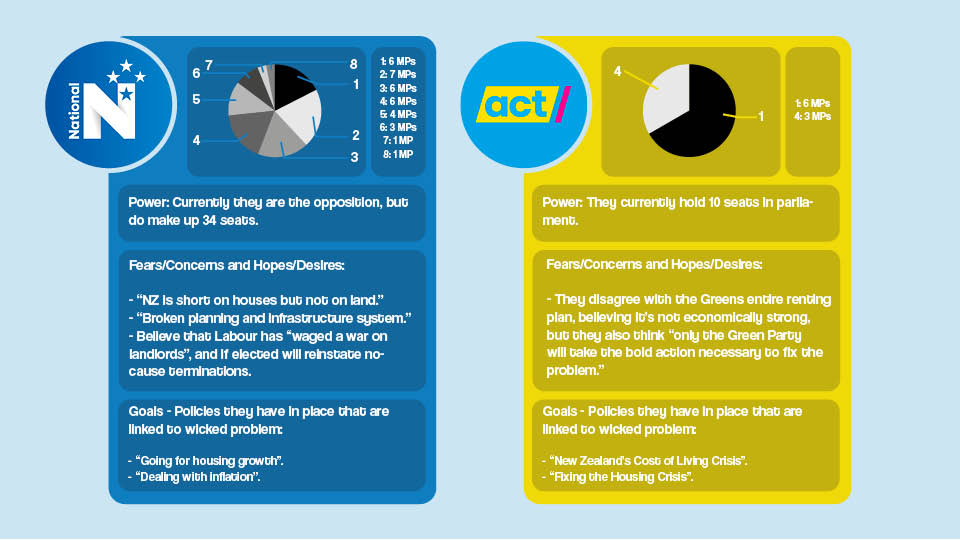 National
N
7
6
5
4
8
1
2
3
1: 6 MPs
2: 7 MPs
3: 6 MPs
4: 6 MPs
5: 4 MPs
6: 3 MPs
7: 1 MP
8: 1 MP
Power: Currently they are the opposition, but
do make up 34 seats.
Fears/Concerns and Hopes/Desires:
- “NZ is short on houses but not on land.”
- “Broken planning and infrastructure system.”
- Believe that Labour has “waged a war on
landlords”, and if elected will reinstate no-
cause terminations.
Goals - Policies they have in place that are
linked to wicked problem:
- “Going for housing growth”.
- “Dealing with inflation”.
act
4
1
1: 6 MPs
4: 3 MPs
Power: They currently hold 10 seats in parlia-
ment.
Fears/Concerns and Hopes/Desires:
- They disagree with the Greens entire renting
plan, believing it’s not economically strong,
but they also think “only the Green Party
will take the bold action necessary to fix the
problem.”
Goals - Policies they have in place that are
linked to wicked problem:
- “New Zealand’s Cost of Living Crisis”.
- “Fixing the Housing Crisis”.